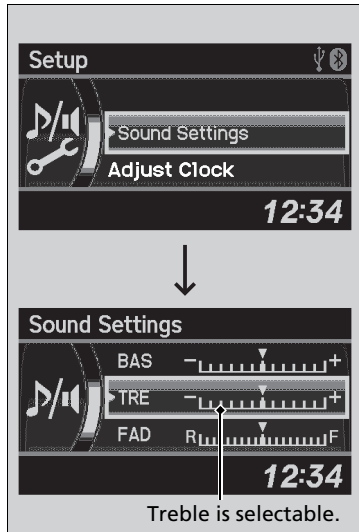 Setup
Sound Settings
Adjust Clock
12:34
Sound Settings
BAS - +
TRE - +
FAD R F
12:34
Treble is selectable.